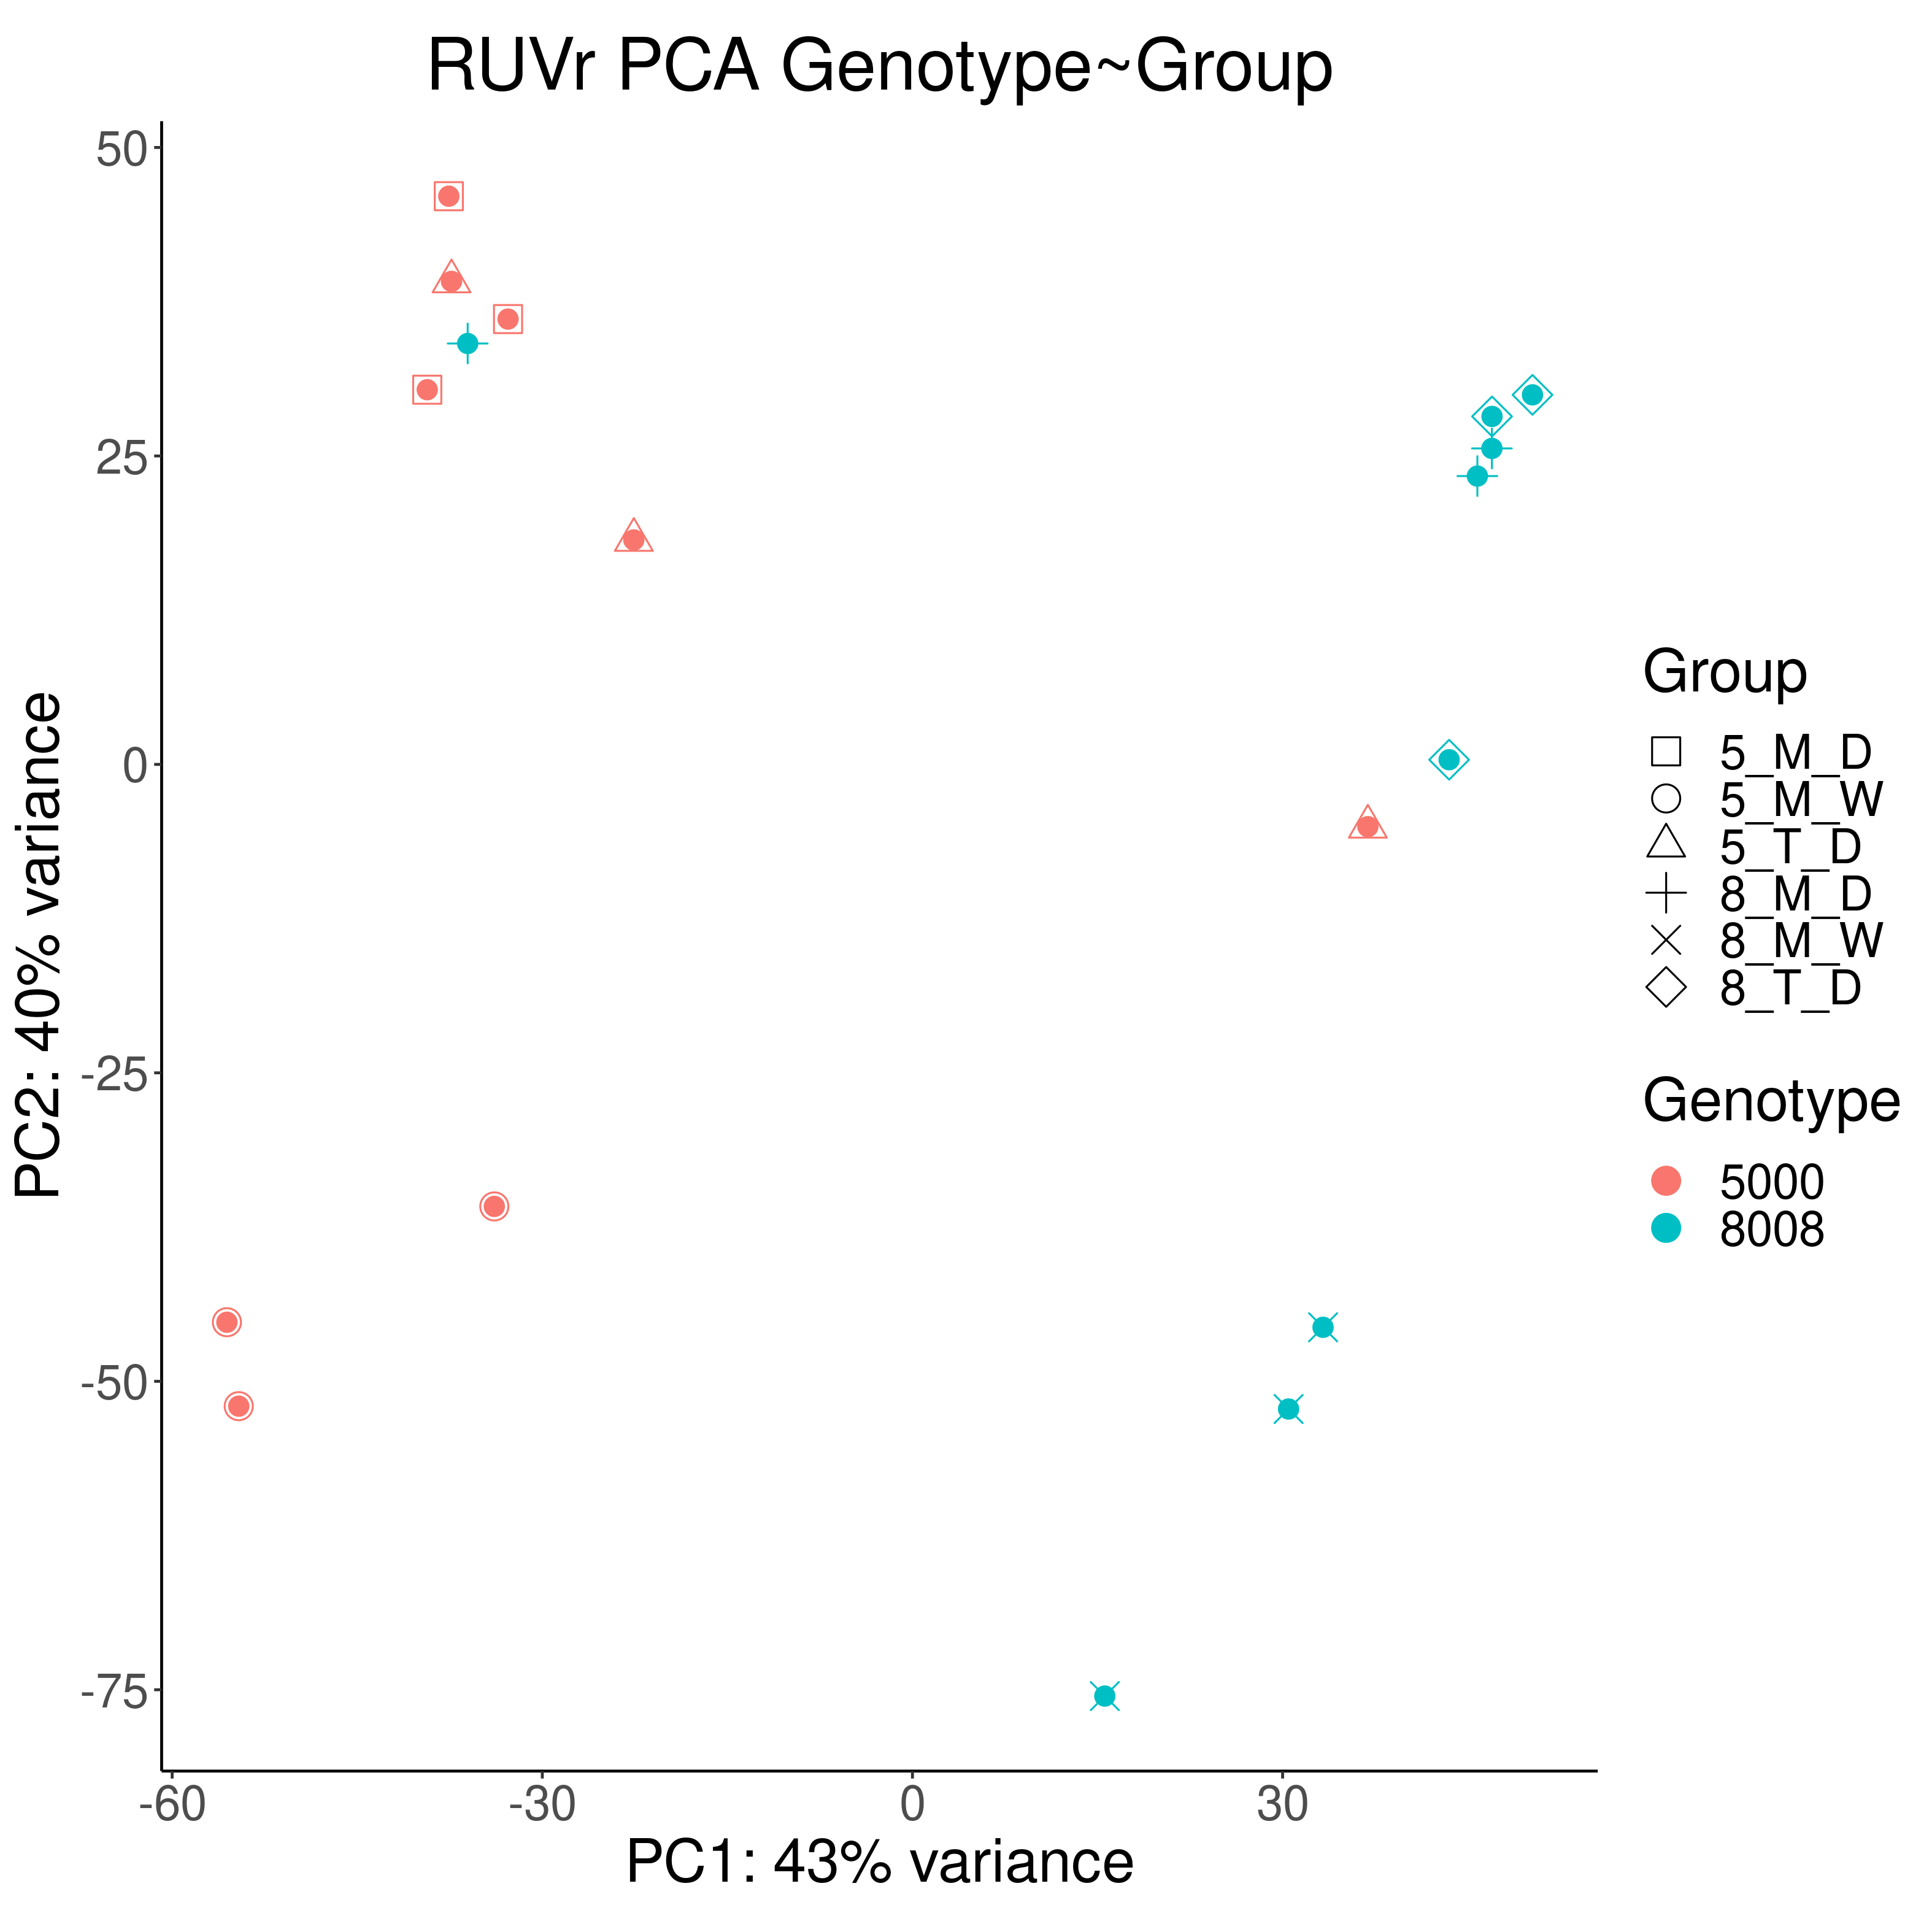 RUVr PCA Genotype~Group
PC2: 40% variance
50
25
0
-25
-50
-75
-60
-30
0
30
PC1: 43% variance
Group
5_M_D
5_M_W
5_T_D
8_M_D
8_M_W
8_T_D
Genotype
5000
8008